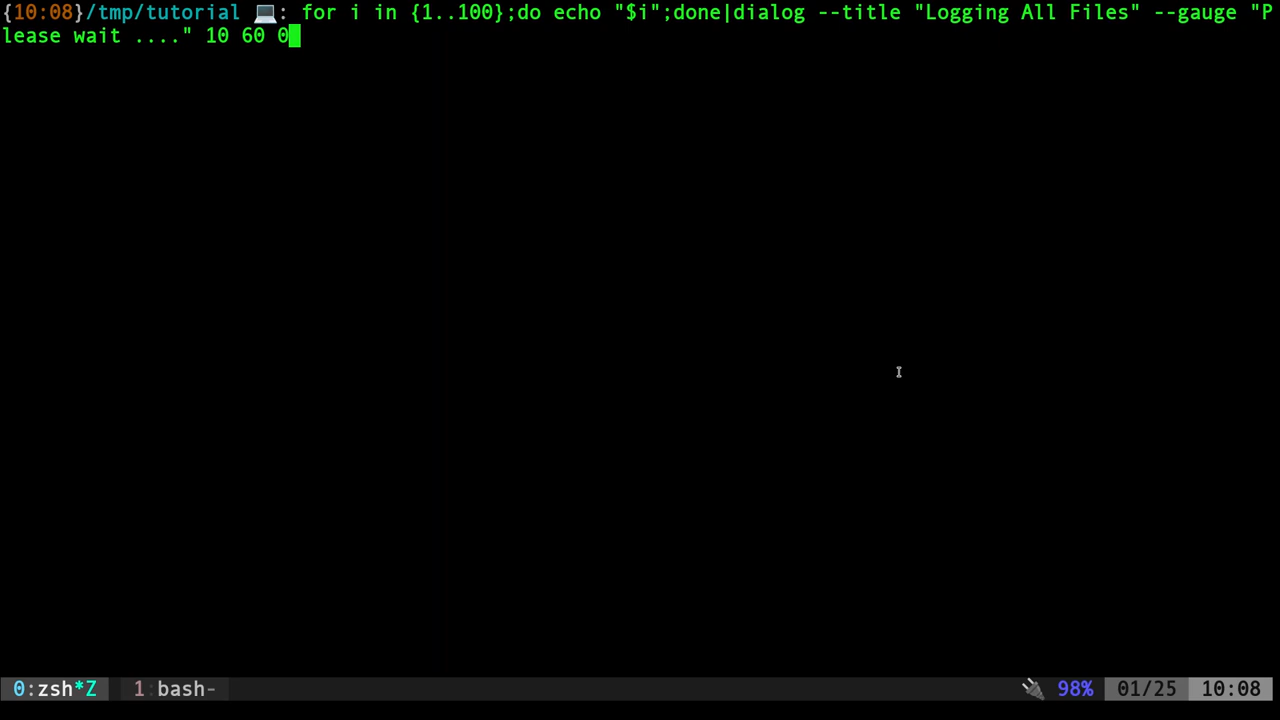 {10:08}/tmp/tutorial 💻: for i in {1..100};do echo "$i";done|dialog --title "Logging All Files" --gauge "P
lease wait ...." 10 60 0
0:zsh*Z 1 bash- 98% 01/25 10:08